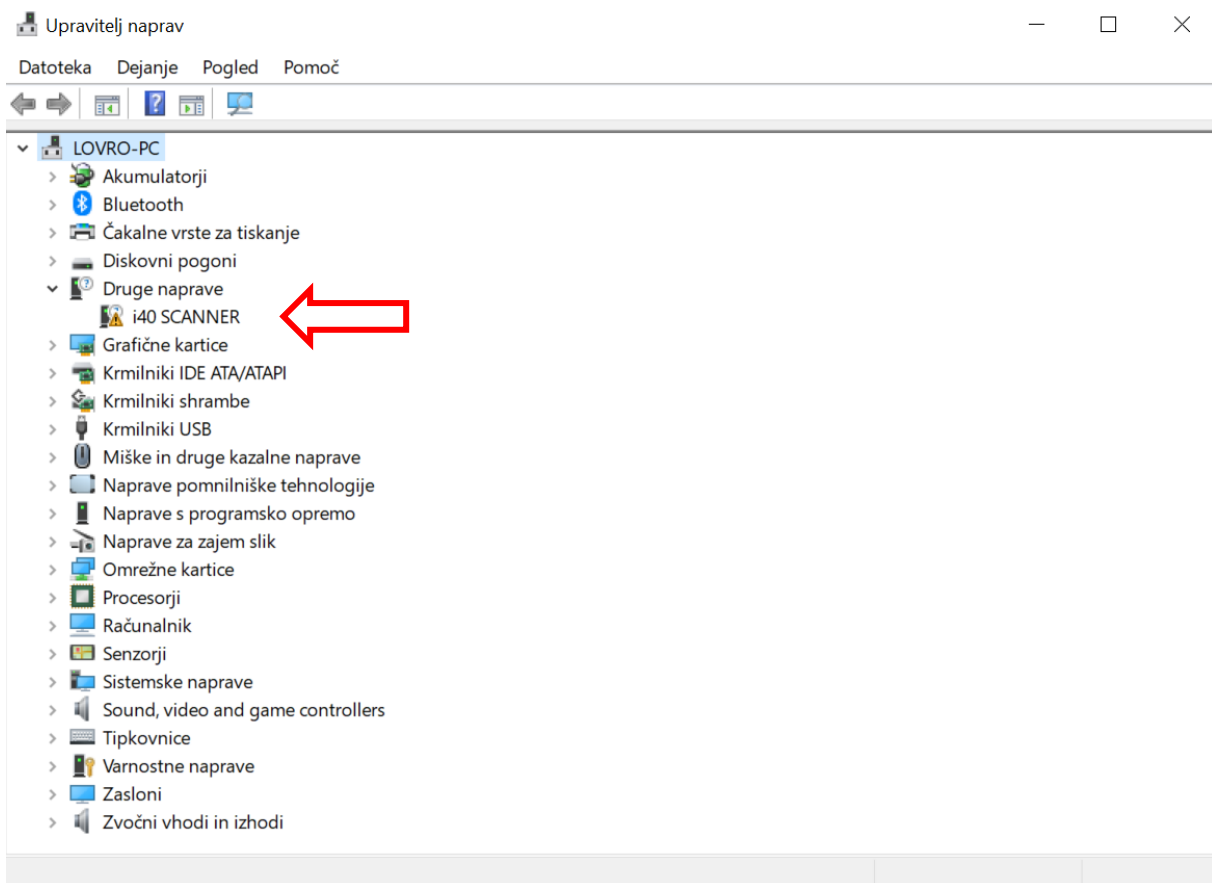 Upravitelj naprav
Datoteka Dejanje Pogled Pomoč
LOVRO-PC
Akumulatorji
Bluetooth
Čakalne vrste za tiskanje
Diskovni pogoni
Druge naprave
i40 SCANNER
Grafične kartice
Krmilniki IDE ATA/ATAPI
Krmilniki shrambe
Krmilniki USB
Miške in druge kazalne naprave
Naprave pomnilniške tehnologije
Naprave s programsko opremo
Naprave za zajem slik
Omrežne kartice
Procesorji
Računalnik
Senzorji
Sistemske naprave
Sound, video and game controllers
Tipkovnice
Varnostne naprave
Zasloni
Zvočni vhodi in izhodi